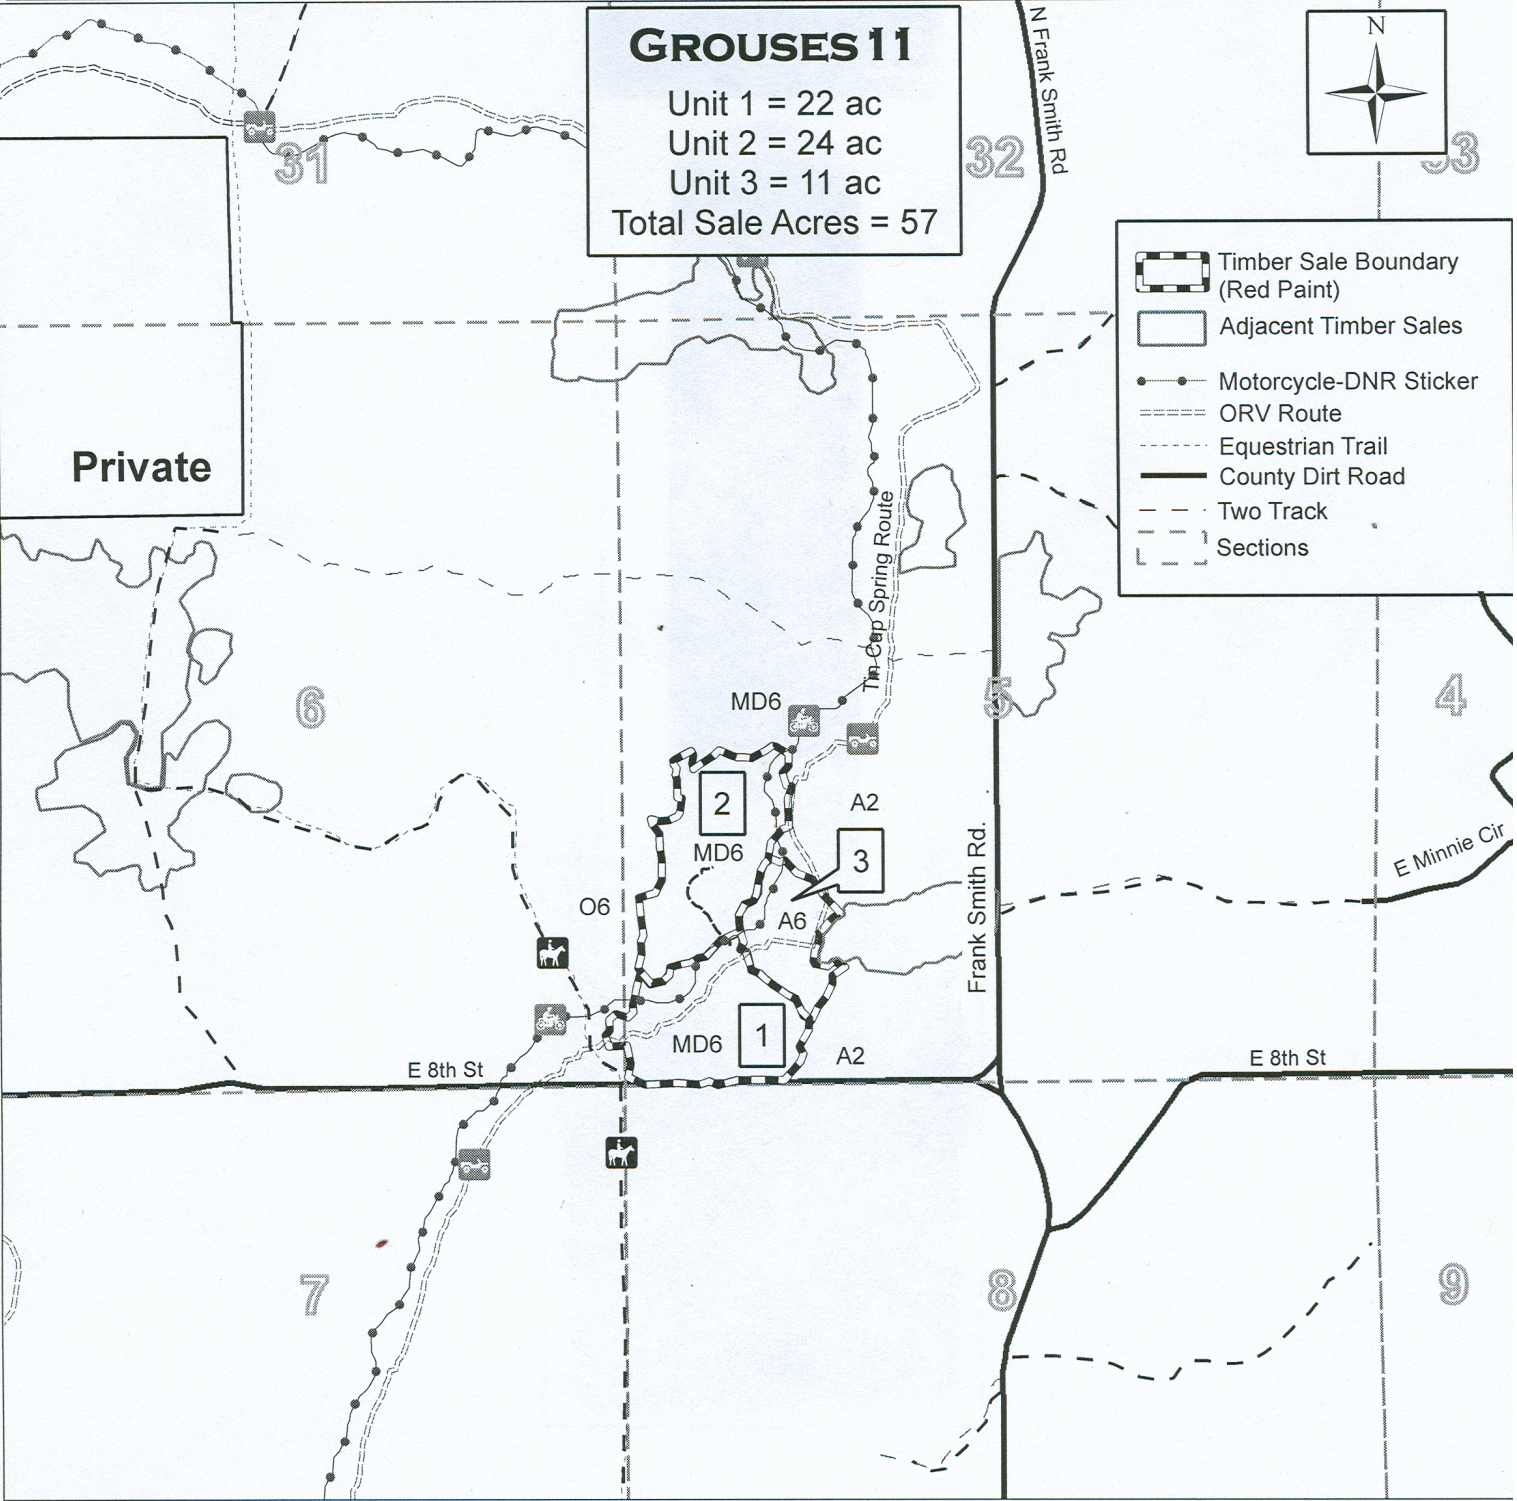 GROUSES 11
Unit 1 = 22 ac
Unit 2 = 24 ac
Unit 3 = 11 ac
Total Sale Acres = 57
N Frank Smith Rd
N
31
32
33
Timber Sale Boundary
(Red Paint)
Adjacent Timber Sales
Motorcycle-DNR Sticker
ORV Route
Equestrian Trail
County Dirt Road
Two Track
Sections
Private
Tin Cup Spring Route
6
MD6
5
4
2
A2
MD6
3
E Minnie Cir
O6
A6
Frank Smith Rd.
1
MD6
A2
E 8th St
E 8th St
7
8
9